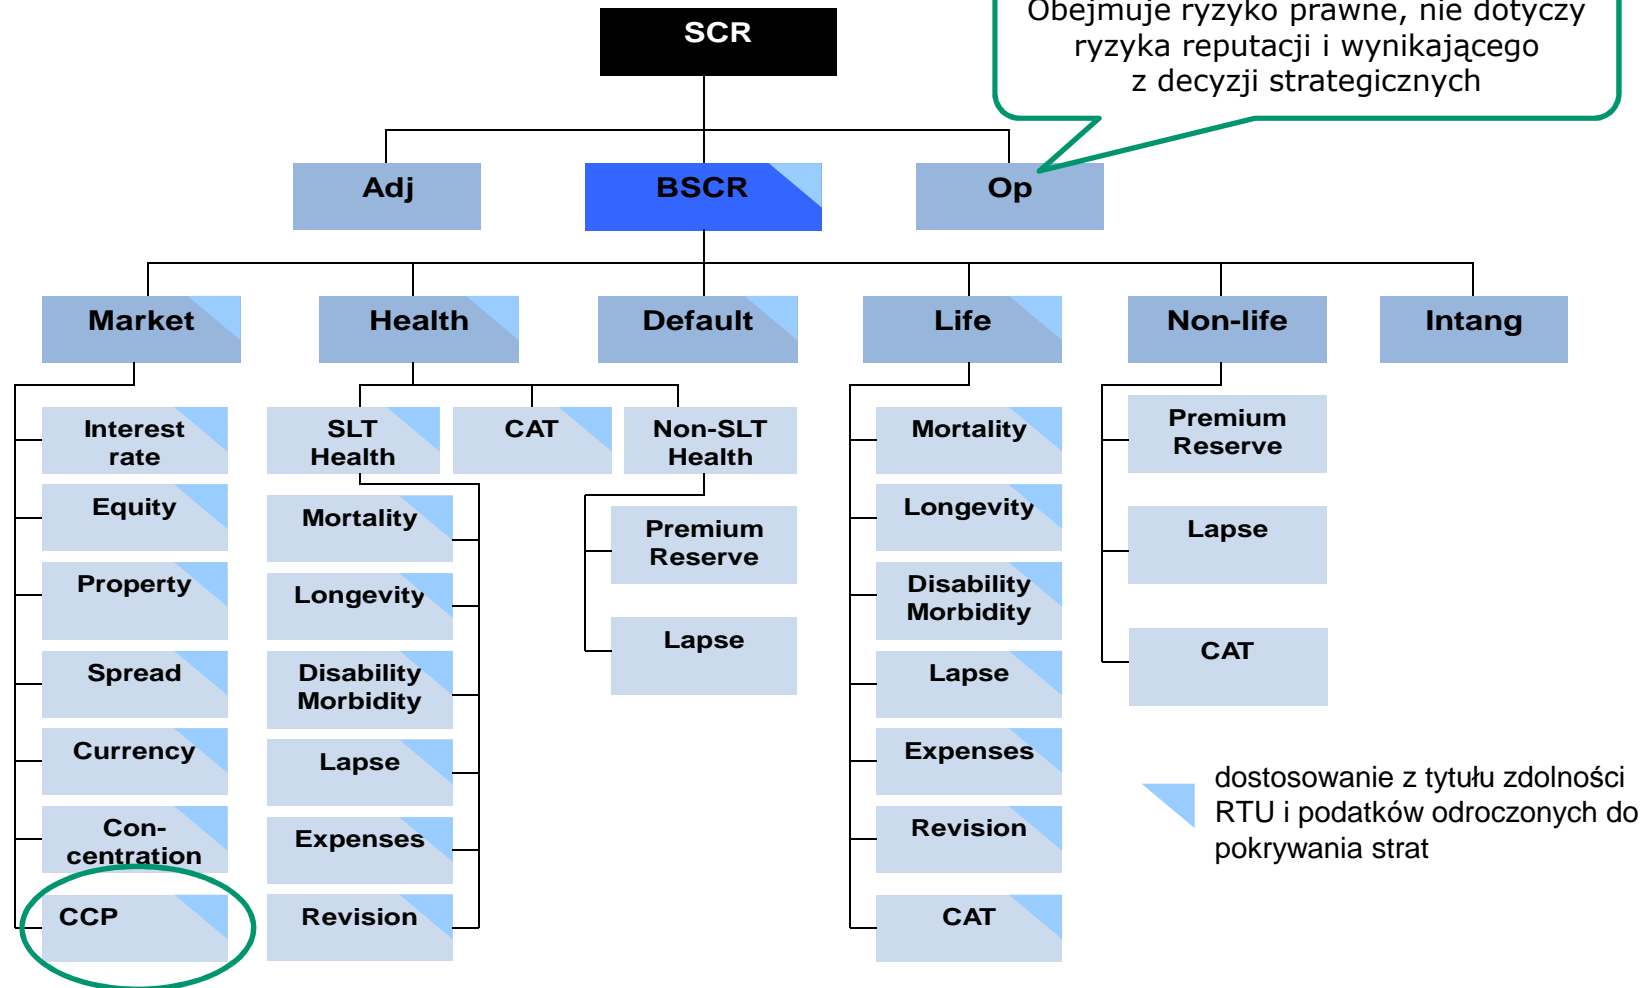 Obejmuje ryzyko prawne, nie dotyczy
ryzyka reputacji i wynikającego
z decyzji strategicznych
SCR
Adj
BSCR
Op
Market
Health
Default
Life
Non-life
Intang
Interest
rate
Equity
Property
Spread
Currency
Con-
centration
CCP
SLT
Health
Mortality
Longevity
Disability
Morbidity
Lapse
Expenses
Revision
CAT
Non-SLT
Health
Premium
Reserve
Lapse
Mortality
Longevity
Disability
Morbidity
Lapse
Expenses
Revision
CAT
Premium
Reserve
Lapse
CAT
dostosowanie z tytułu zdolności
RTU i podatków odroczonych do
pokrywania strat